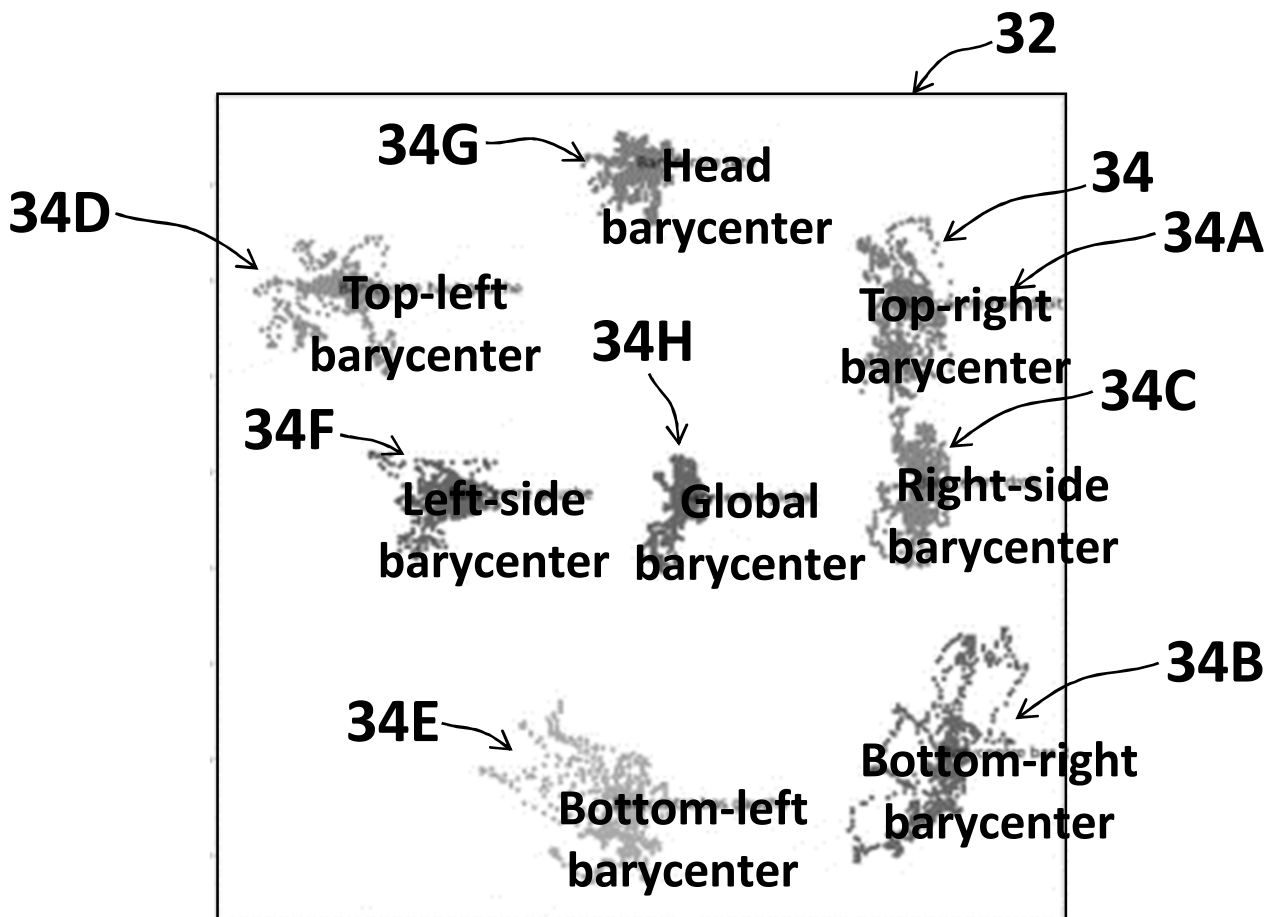 32
34G
Head
barycenter
34
34D
34A
Top-left
barycenter
Top-right
barycenter
34H
34C
34F
Left-side
barycenter
Global
barycenter
Right-side
barycenter
34B
34E
Bottom-right
barycenter
Bottom-left
barycenter